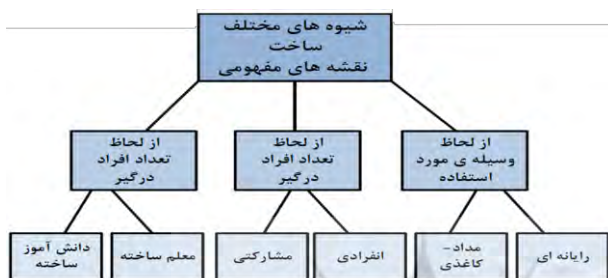 شیوه های مختلف
ساخت
نقشه های مفهومی
از لحاظ
وسیله ی مورد
استفاده
از لحاظ
تعداد افراد
درگیر
از لحاظ
تعداد افراد
درگیر
رایانه ای
مداد-
کاغذی
انفرادی
مشارکتی
معلم ساخته
دانش آموز
ساخته